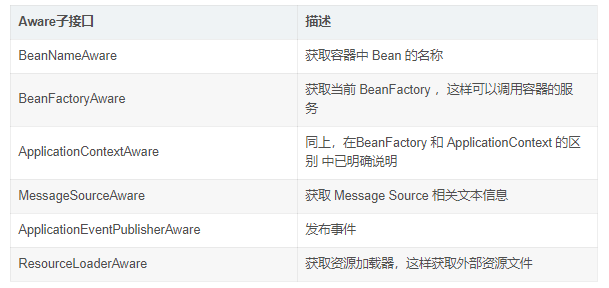 Aware子接口 描述
BeanNameAware 获取容器中 Bean 的名称
BeanFactoryAware 获取当前 BeanFactory ，这样可以调用容器的服
务
ApplicationContextAware 同上，在BeanFactory 和 ApplicationContext 的区
别 中已明确说明
MessageSourceAware 获取 Message Source 相关文本信息
ApplicationEventPublisherAware 发布事件
ResourceLoaderAware 获取资源加载器，这样获取外部资源文件